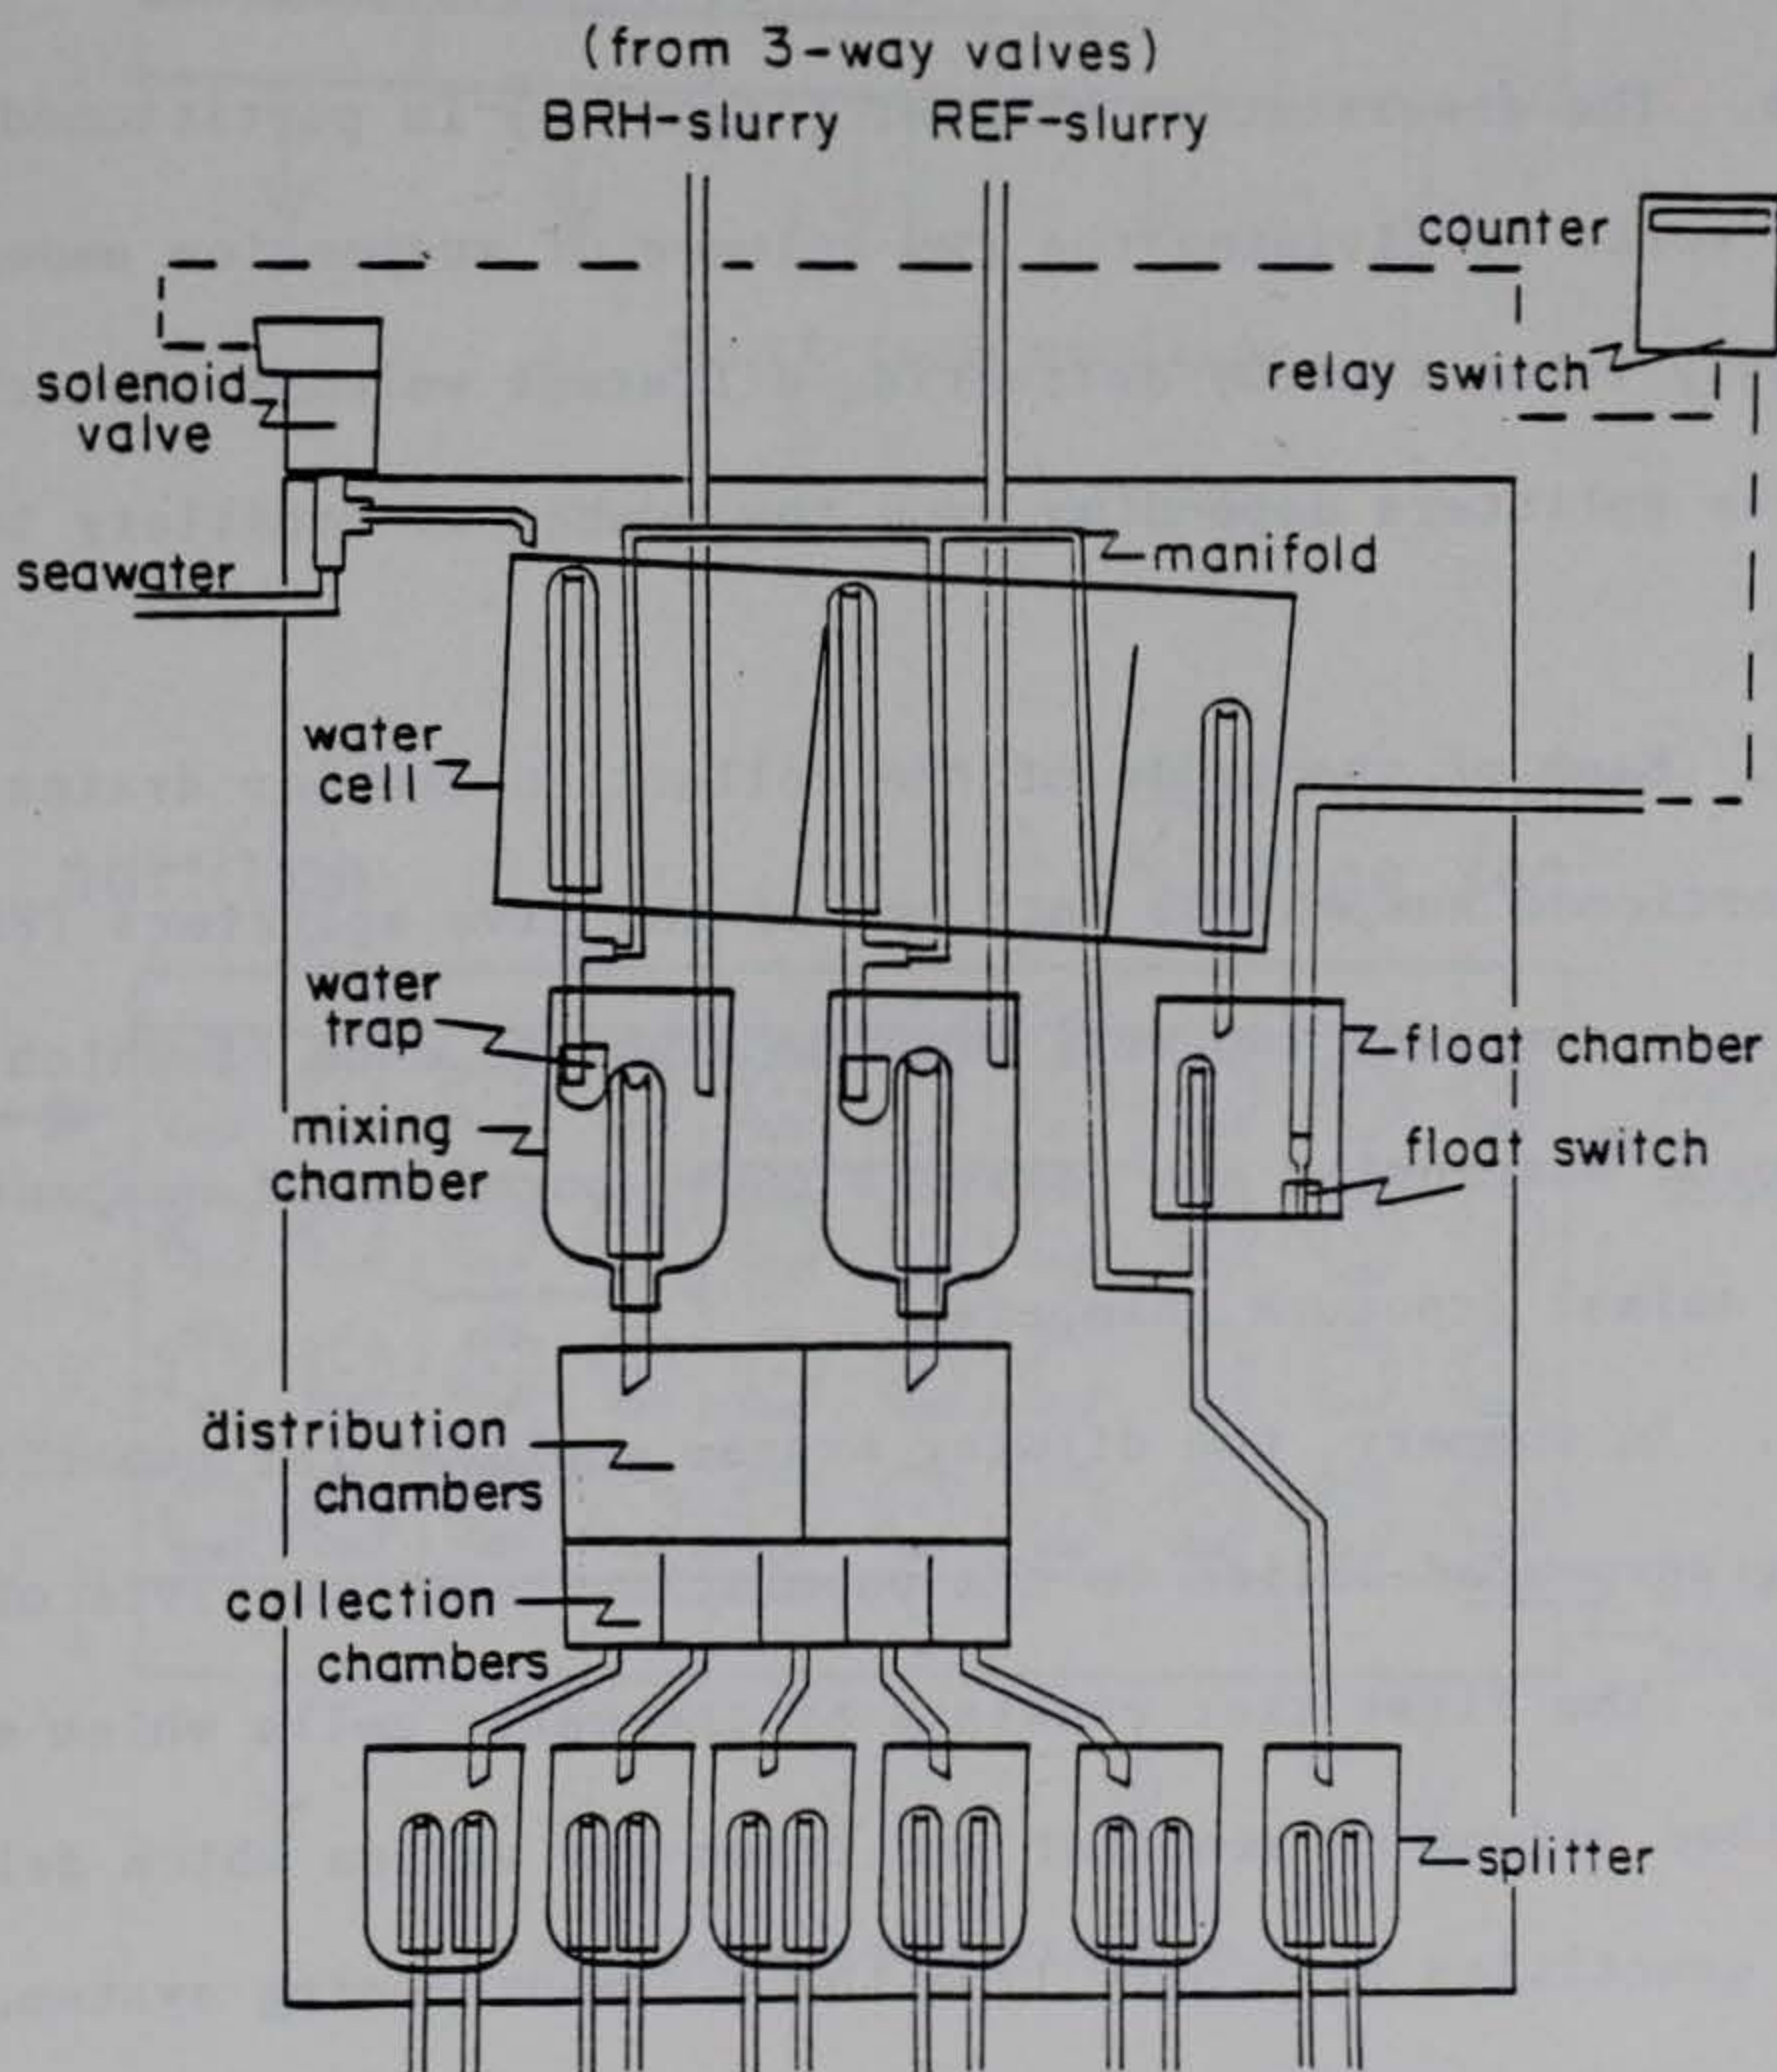 (from 3-way valves)
BRH-slurry REF-slurry
counter
relay switch
solenoid
valve
seawater
manifold
water
cell
water
trap
float chamber
mixing
chamber
float switch
distribution
chambers
collection
chambers
splitter